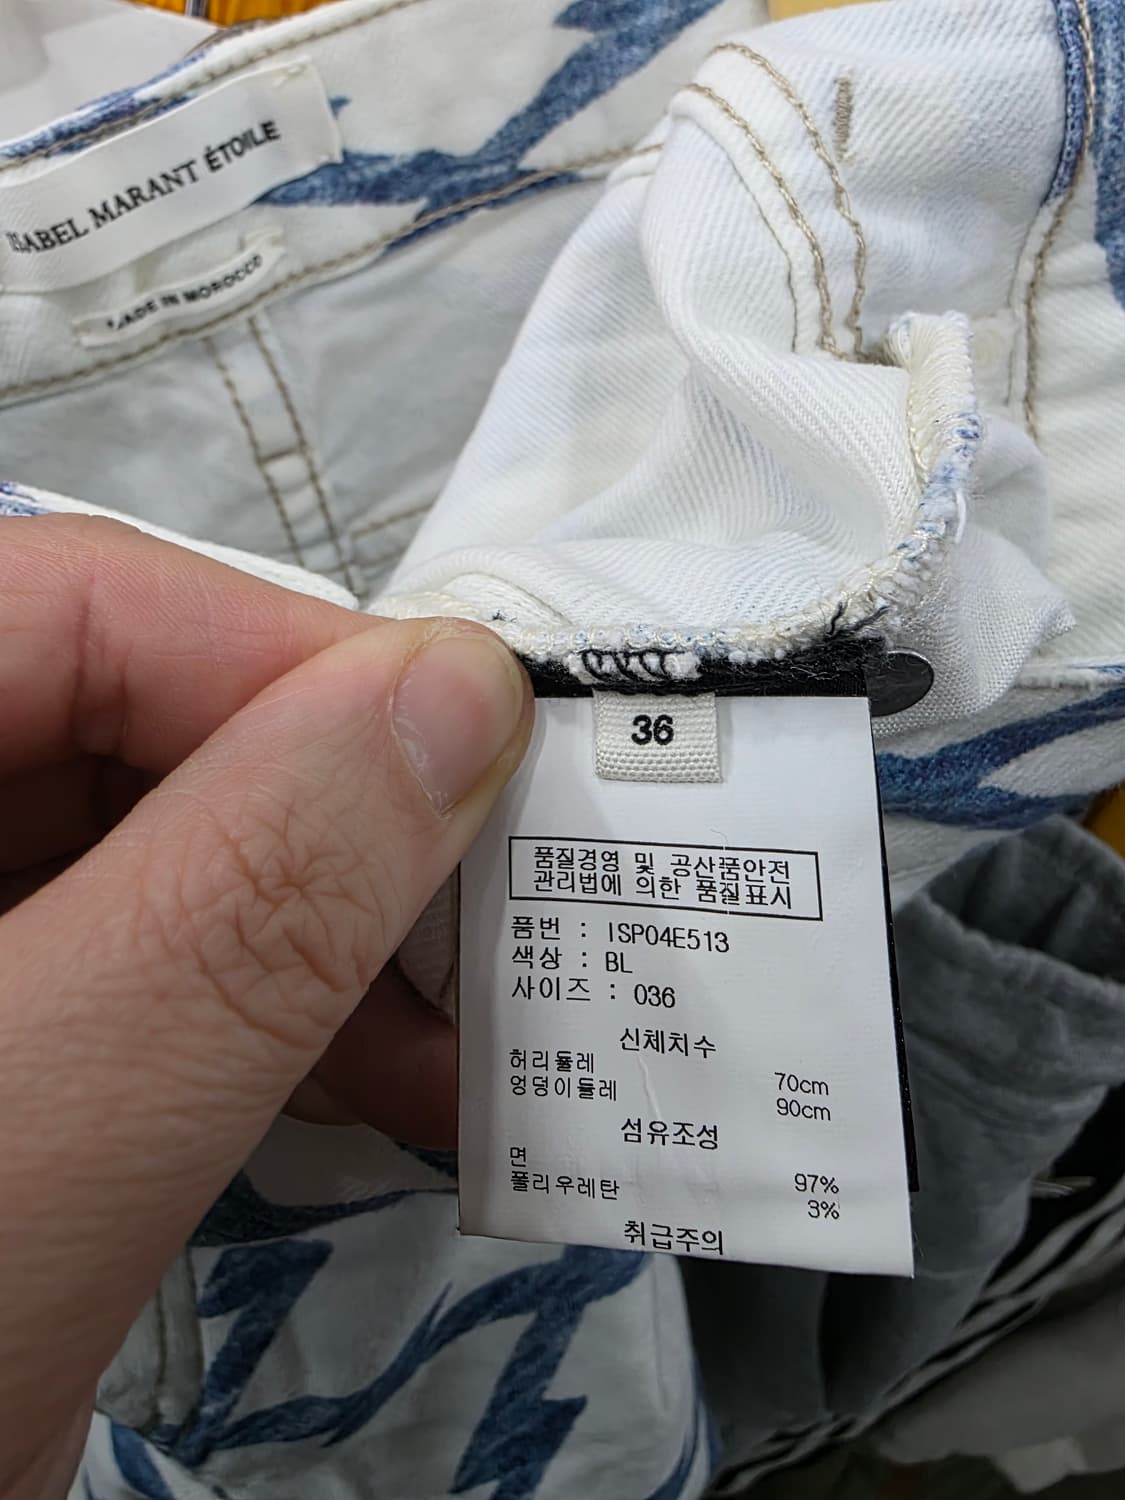 ISABEL MARANT ÉTOILE
MADE IN MOROCCO
36
품질경영 및 공산품안전
관리법에 의한 품질표시
품번 : ISP04E513
색상 : BL
사이즈 : 036
신체치수
허리둘레 70cm
엉덩이둘레 90cm
섬유조성
면 97%
폴리우레탄 3%
취급주의